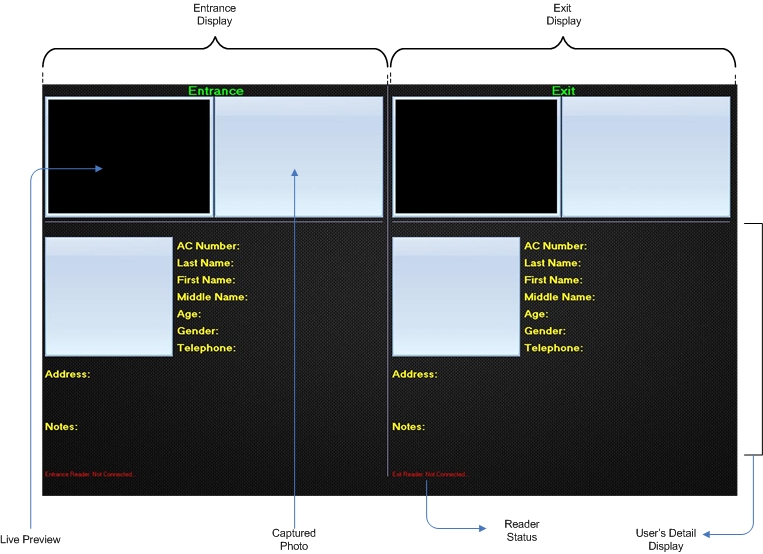 Entrance
Display
Exit
Display
Entrance
Exit
AC Number:
Last Name:
First Name:
Middle Name:
Age:
Gender:
Telephone:
Address:
Notes:
Entrance Reader: Not Connected...
AC Number:
Last Name:
First Name:
Middle Name:
Age:
Gender:
Telephone:
Address:
Notes:
Exit Reader: Not Connected...
Live Preview
Captured
Photo
Reader
Status
User's Detail
Display